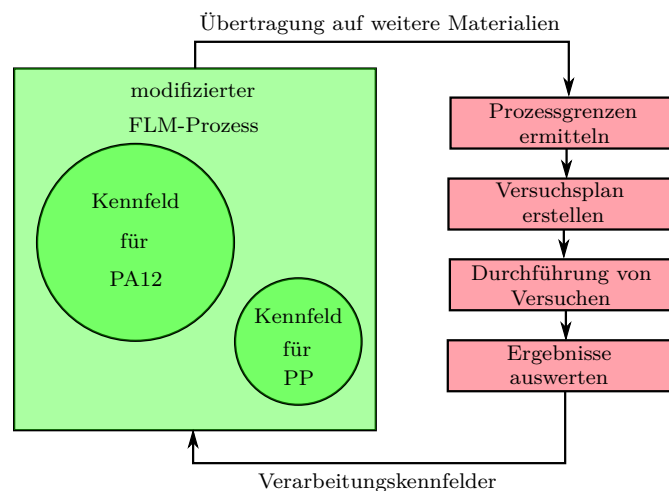 Übertragung auf weitere Materialien
modifizierter
FLM-Prozess
Kennfeld
für
PA12
Kennfeld
für
PP
Prozessgrenzen
ermitteln
Versuchsplan
erstellen
Durchführung von
Versuchen
Ergebnisse
auswerten
Verarbeitungskennfelder